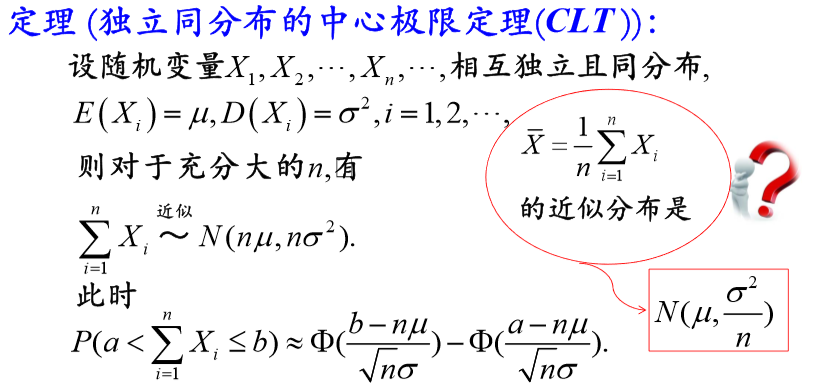 定理 (独立同分布的中心极限定理(CLT)):
设随机变量X₁, X₂, ⋯, Xₙ, ⋯, 相互独立且同分布,
E(Xᵢ) = μ, D(Xᵢ) = σ², i = 1, 2, ⋯,
则对于充分大的n, 有
∑ᵢ₌₁ⁿ Xᵢ ~近似 N(nμ, nσ²).
此时
P(a < ∑ᵢ₌₁ⁿ Xᵢ ≤ b) ≈ Φ((b − nμ)/(√n σ)) − Φ((a − nμ)/(√n σ)).
X̄ = (1/n) ∑ᵢ₌₁ⁿ Xᵢ
的近似分布是
N(μ, σ²/n)